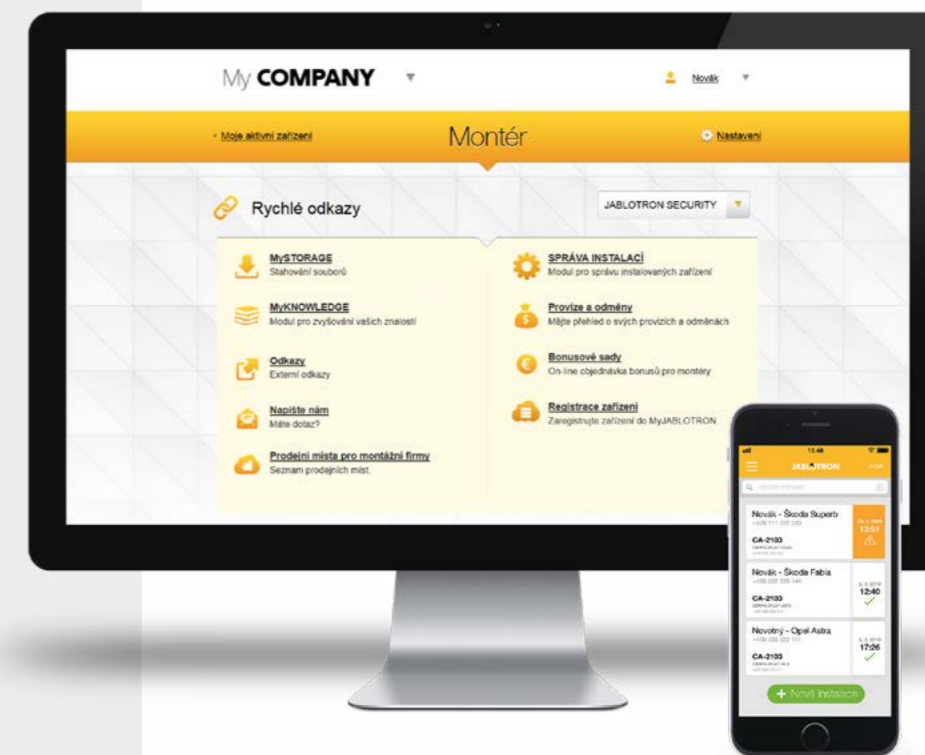 My COMPANY
Novák
Moje aktivní zařízení
Montér
Nastavení
Rychlé odkazy
JABLOTRON SECURITY
MySTORAGE
Stahování souborů
MyKNOWLEDGE
Modul pro zvyšování vašich znalostí
Odkazy
Externí odkazy
Napište nám
Máte dotaz?
Prodejní místa pro montážní firmy
Seznam prodejních míst.
SPRÁVA INSTALACÍ
Modul pro správu instalovaných zařízení
Provize a odměny
Mějte přehled o svých provizích a odměnách
Bonusové sady
On-line objednávka bonusů pro montéry
Registrace zařízení
Zaregistrujte zařízení do MyJABLOTRON
JABLOTRON
Novák - Škoda Superb
13:51
CA-2103
Novák - Škoda Fabia
12:40
CA-2103
Novotný - Opel Astra
17:26
CA-2103
+ Nová instalace